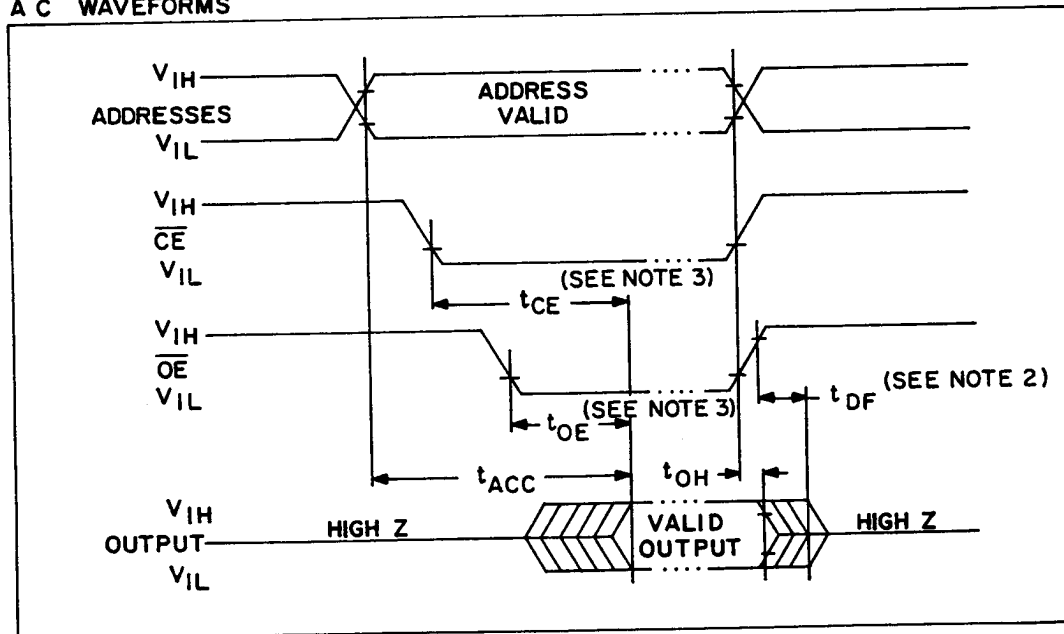 A C WAVEFORMS
VIH
ADDRESSES
VIL
ADDRESS
VALID
VIH
CE
VIL
(SEE NOTE 3)
tCE
VIH
OE
VIL
(SEE NOTE 3)
tOE
tDF
(SEE NOTE 2)
tACC
tOH
VIH
OUTPUT
VIL
HIGH Z
VALID
OUTPUT
HIGH Z